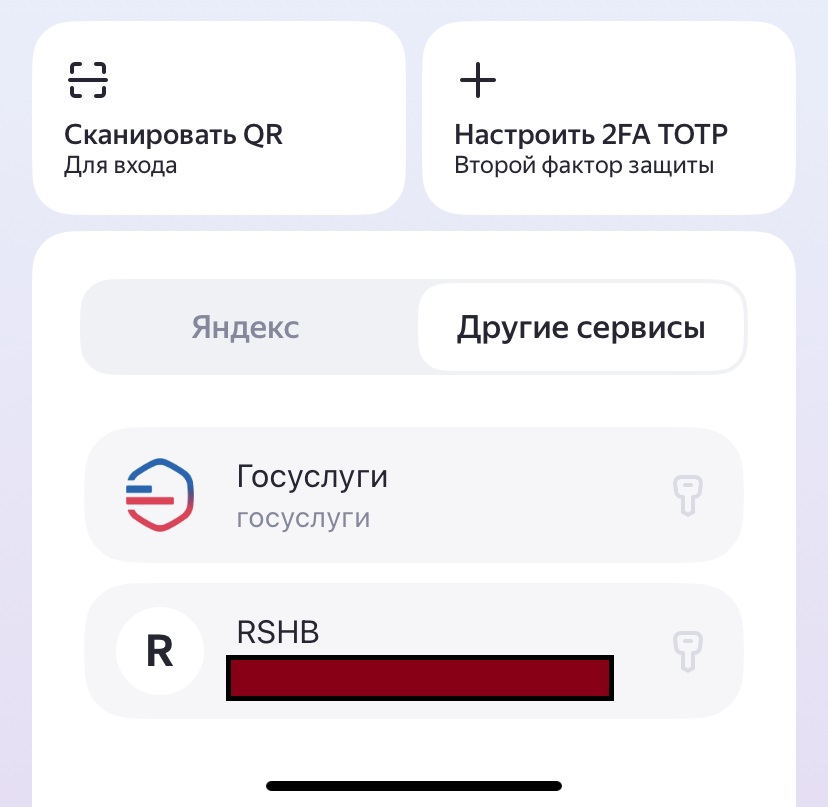 Сканировать QR
Для входа
Настроить 2FA TOTP
Второй фактор защиты
Яндекс
Другие сервисы
Госуслуги
госуслуги
R
RSHB